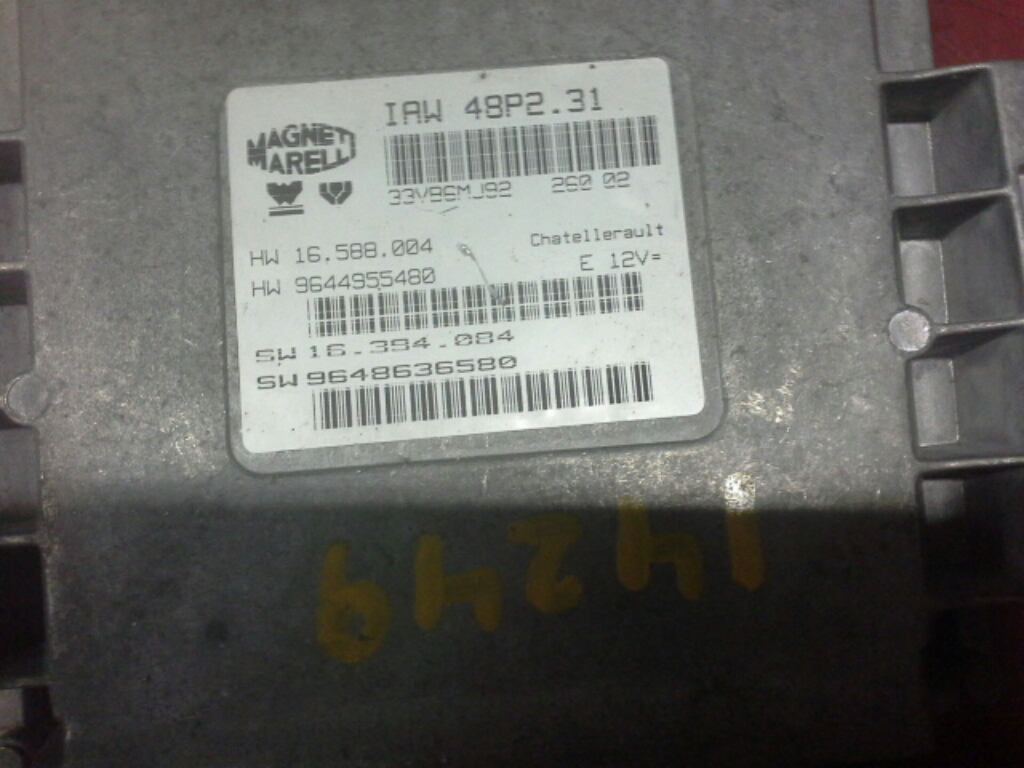 IAW 48P2.31
MAGNETI
MARELLI
33VB6MJ92 260 02
HW 16.588.004 Chatellerault
HW 9644955480 E 12V=
SW 16.394.084
SW 9648636580
14249